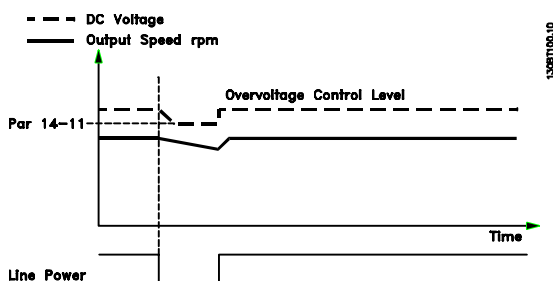 DC Voltage
Output Speed rpm
130BT100.10
Overvoltage Control Level
Par 14-11
Time
Line Power